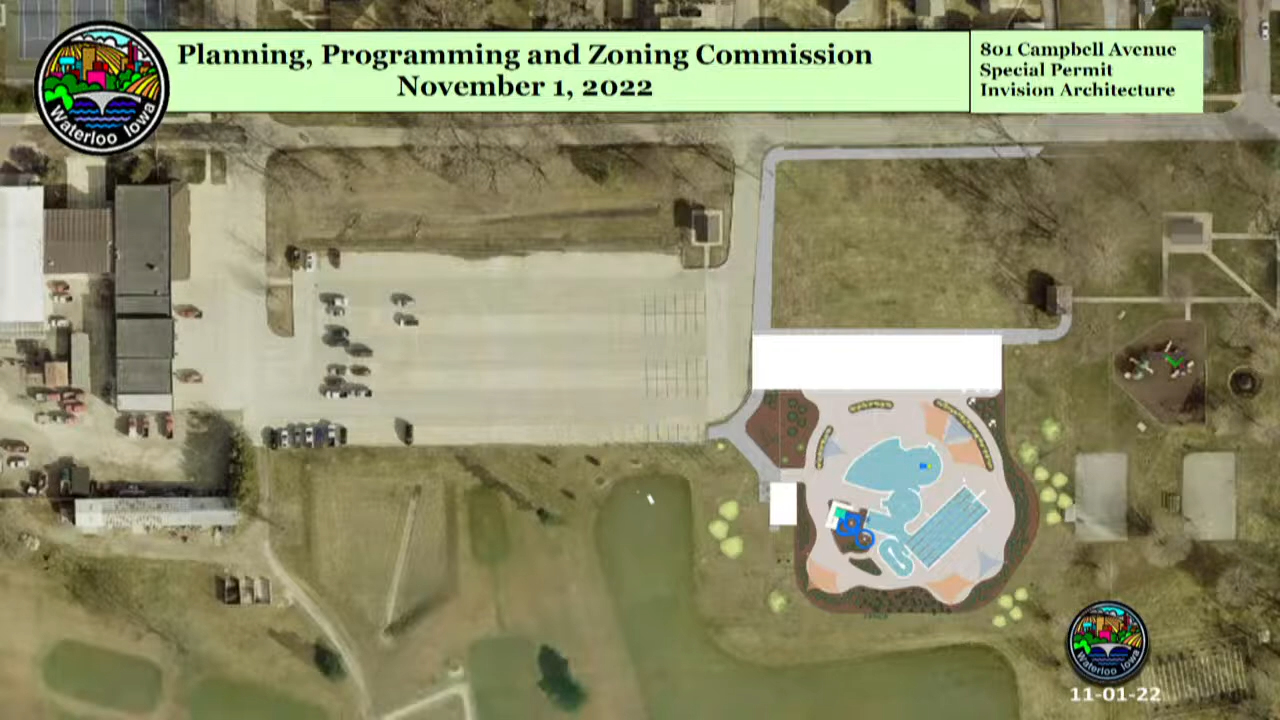 Planning, Programming and Zoning Commission
November 1, 2022
801 Campbell Avenue
Special Permit
Invision Architecture
Waterloo Iowa
Waterloo Iowa
11-01-22